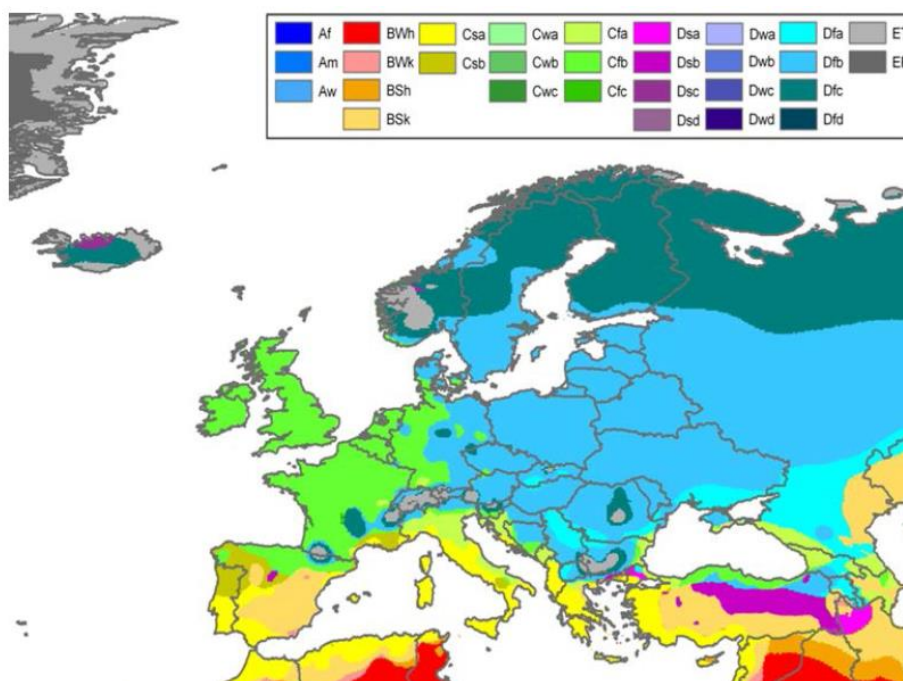 Af BWh Csa Cwa Cfa Dsa Dwa Dfa ET
Am BWk Csb Cwb Cfb Dsb Dwb Dfb
Aw BSh Cwc Cfc Dsc Dwc Dfc
BSk Dsd Dwd Dfd